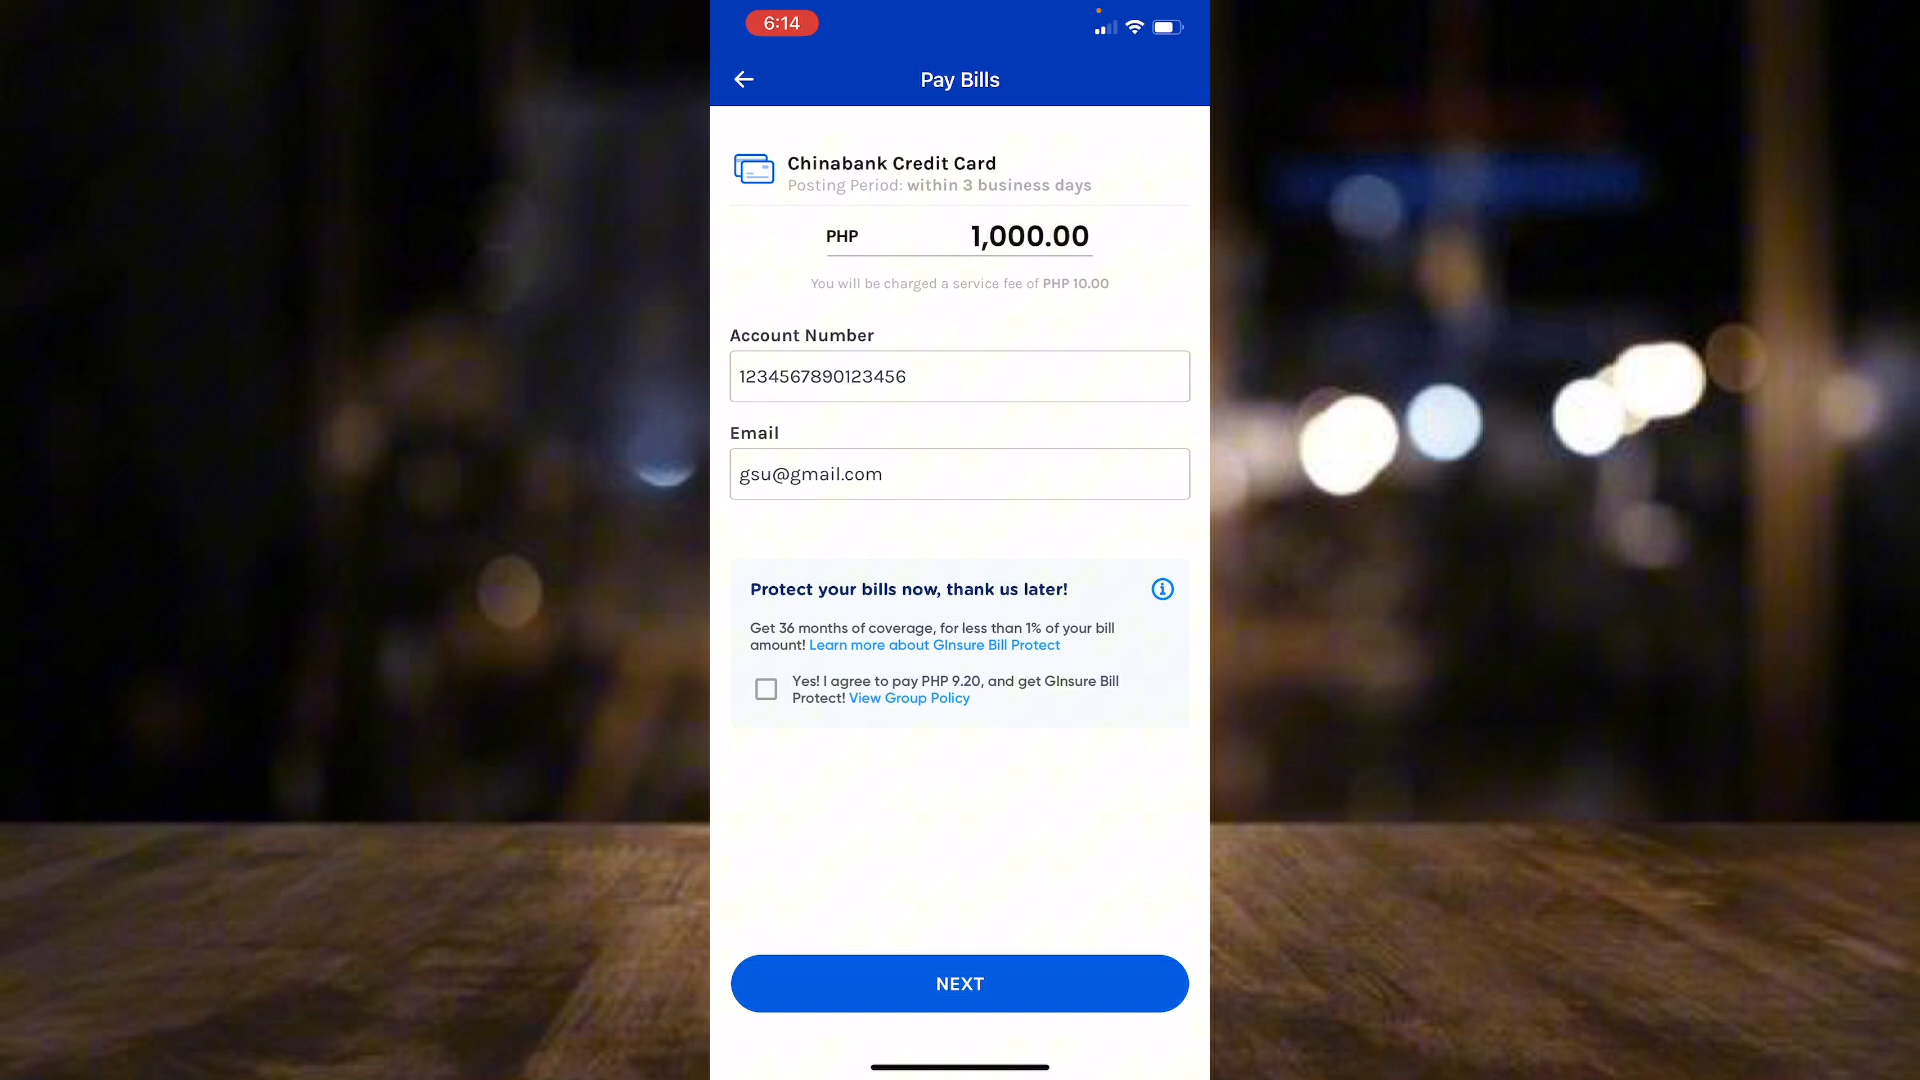 6:14
Pay Bills
Chinabank Credit Card
Posting Period: within 3 business days
PHP 1,000.00
You will be charged a service fee of PHP 10.00
Account Number
1234567890123456
Email
gsu@gmail.com
Protect your bills now, thank us later!
Get 36 months of coverage, for less than 1% of your bill
amount! Learn more about GInsure Bill Protect
Yes! I agree to pay PHP 9.20, and get GInsure Bill
Protect! View Group Policy
NEXT